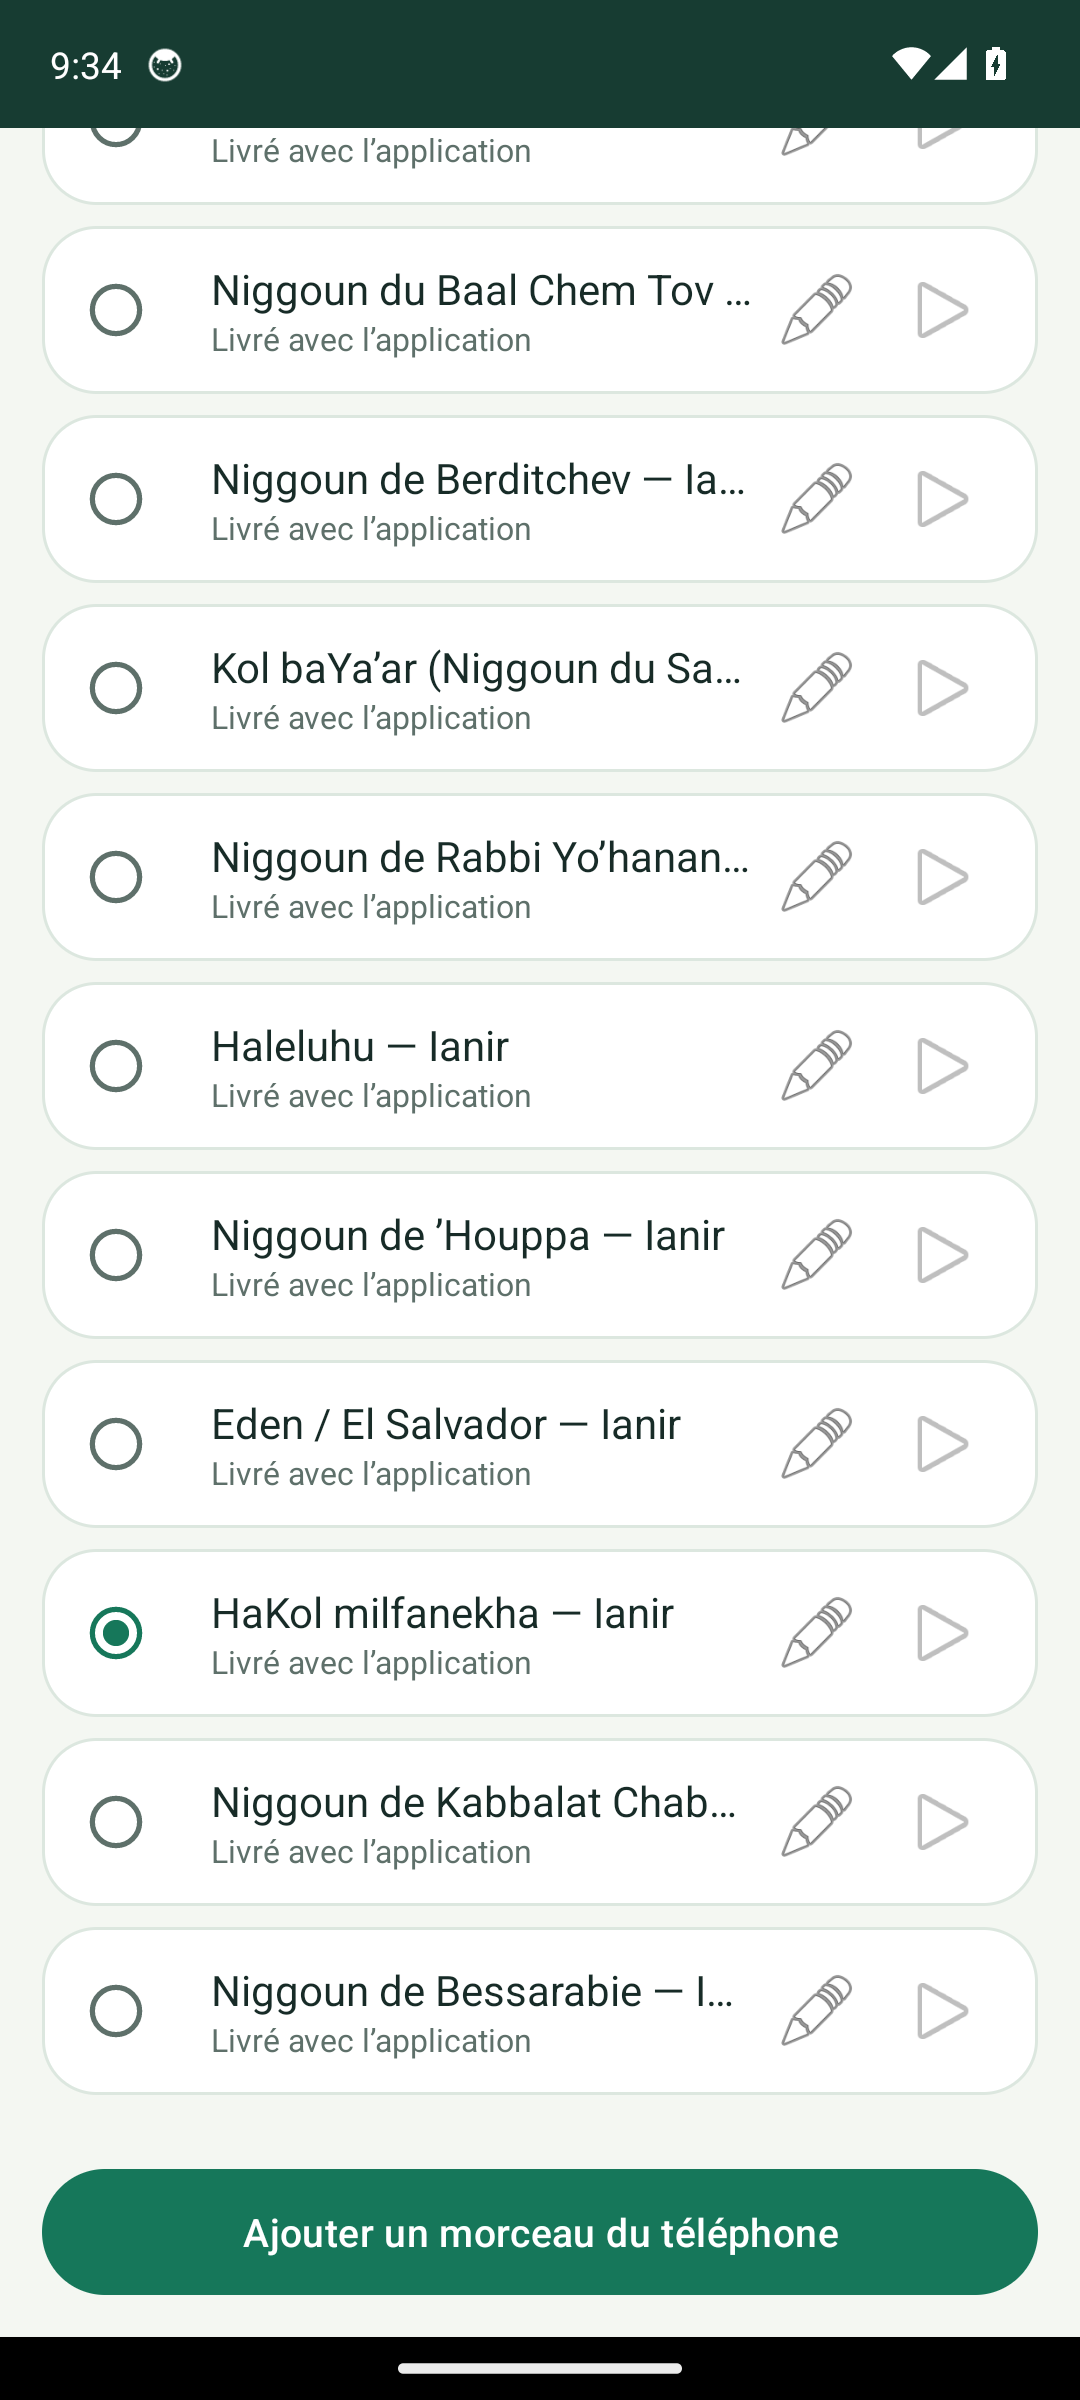 9:34
Livré avec l’application
Niggoun du Baal Chem Tov ...
Livré avec l’application
Niggoun de Berditchev — Ia...
Livré avec l’application
Kol baYa’ar (Niggoun du Sa...
Livré avec l’application
Niggoun de Rabbi Yo’hanan...
Livré avec l’application
Haleluhu — Ianir
Livré avec l’application
Niggoun de ’Houppa — Ianir
Livré avec l’application
Eden / El Salvador — Ianir
Livré avec l’application
HaKol milfanekha — Ianir
Livré avec l’application
Niggoun de Kabbalat Chab...
Livré avec l’application
Niggoun de Bessarabie — I...
Livré avec l’application
Ajouter un morceau du téléphone